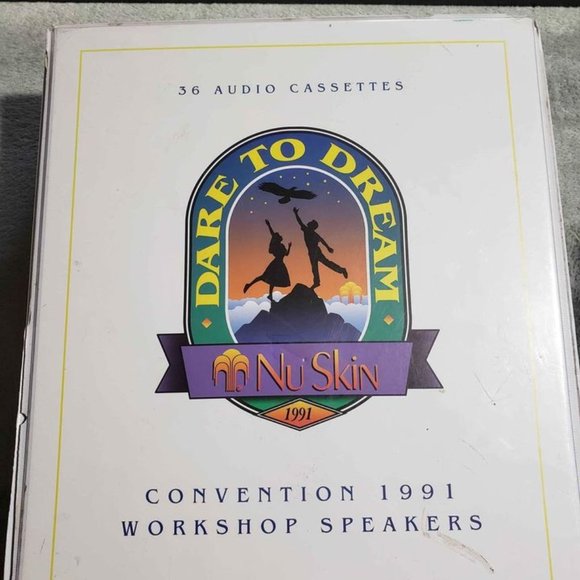 36 AUDIO CASSETTES
DARE TO DREAM
NU SKIN
1991
CONVENTION 1991
WORKSHOP SPEAKERS